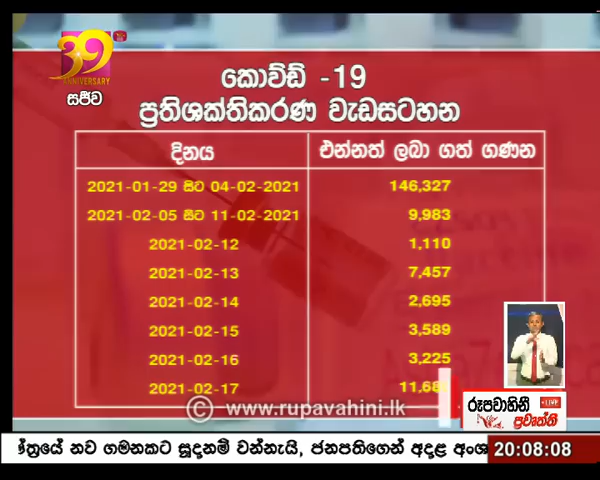 39
ANNIVERSARY
සජීව
කොවිඩ් -19
ප්‍රතිශක්තිකරණ වැඩසටහන
දිනය එන්නත් ලබා ගත් ගණන
2021-01-29 සිට 04-02-2021 146,327
2021-02-05 සිට 11-02-2021 9,983
2021-02-12 1,110
2021-02-13 7,457
2021-02-14 2,695
2021-02-15 3,589
2021-02-16 3,225
2021-02-17
© www.rupavahini.lk
රූපවාහිනී LIVE
ප්‍රවෘත්ති
නව ගමනකට සූදානම් වන්නැයි, ජනපතිගෙන් අදාළ අංශ 20:08:08